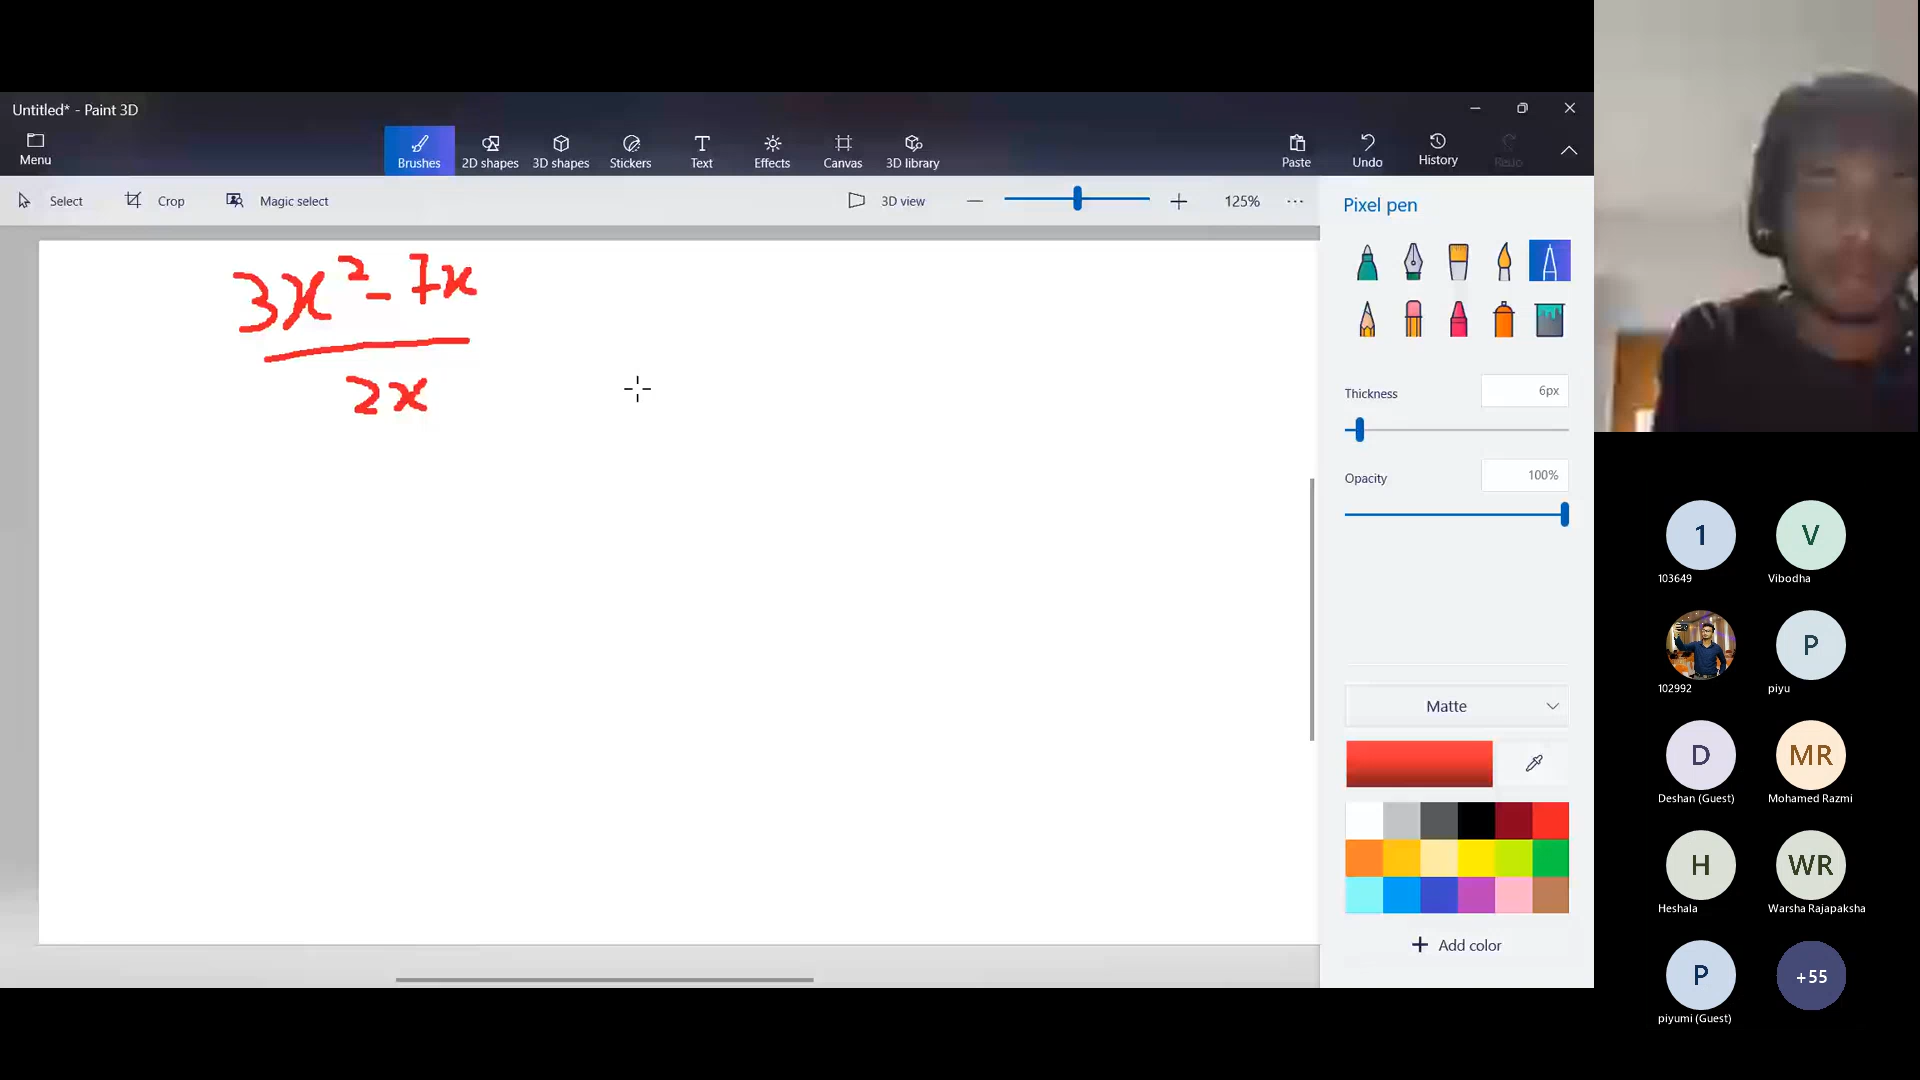 Untitled* - Paint 3D
Menu
Brushes
2D shapes
3D shapes
Stickers
Text
Effects
Canvas
3D library
Paste
Undo
History
Redo
Select
Crop
Magic select
3D view
125%
Pixel pen
3x² - 7x
2x
Thickness
6px
Opacity
100%
Matte
Add color
1
103649
V
Vibodha
102992
P
piyu
D
Deshan (Guest)
MR
Mohamed Razmi
H
Heshala
WR
Warsha Rajapaksha
P
piyumi (Guest)
+55